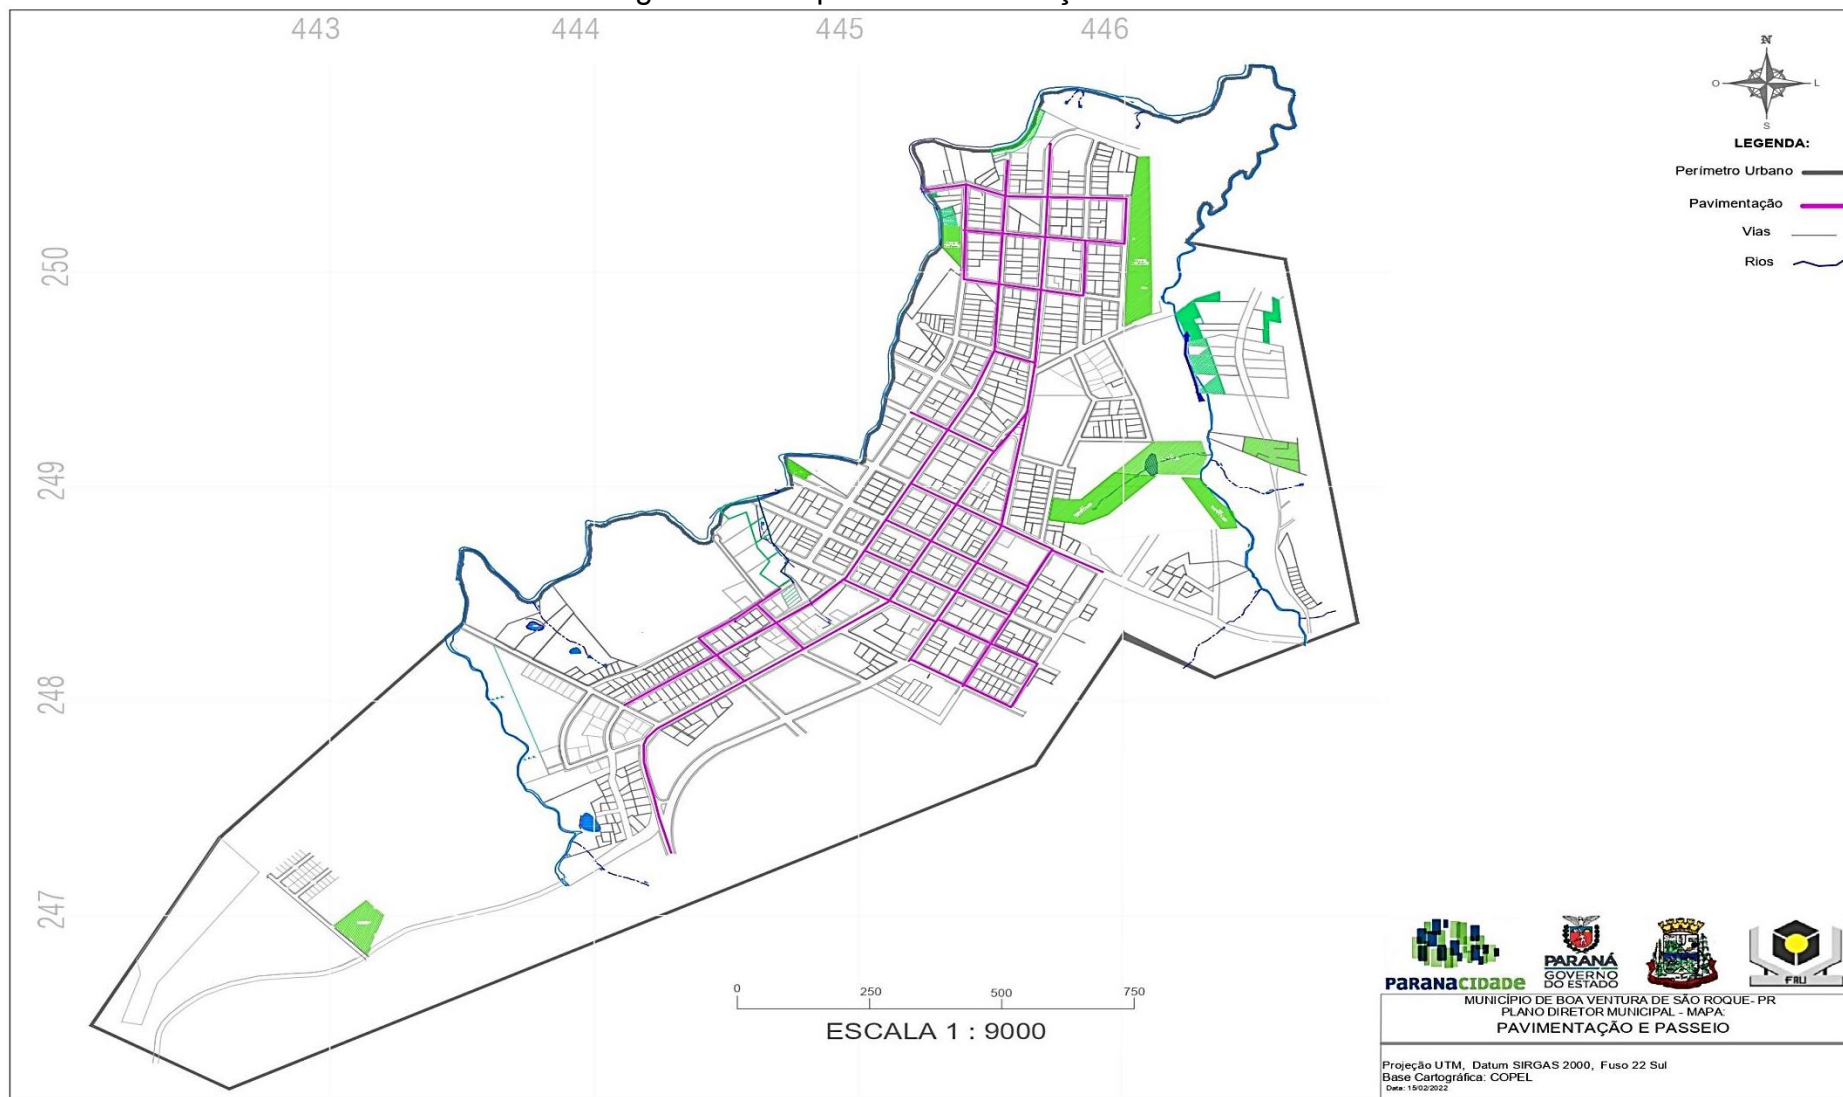 443 444 445 446
250
249
248
247
N
O L
S
LEGENDA:
Perímetro Urbano
Pavimentação
Vias
Rios
0 250 500 750
ESCALA 1 : 9000
PARANACIDADE
PARANÁ
GOVERNO
DO ESTADO
FAU
MUNICÍPIO DE BOA VENTURA DE SÃO ROQUE- PR
PLANO DIRETOR MUNICIPAL - MAPA:
PAVIMENTAÇÃO E PASSEIO
Projeção UTM, Datum SIRGAS 2000, Fuso 22 Sul
Base Cartográfica: COPEL
Data: 15/02/2022